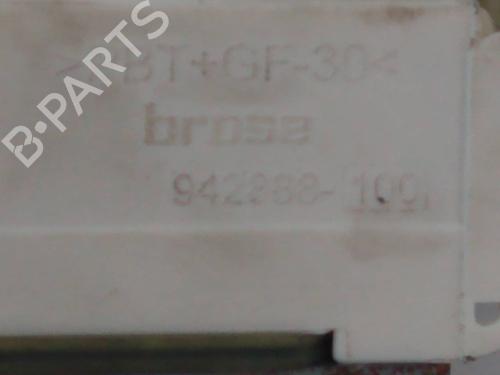 B-PARTS
>PBT+GF-30<
brose
942288-100